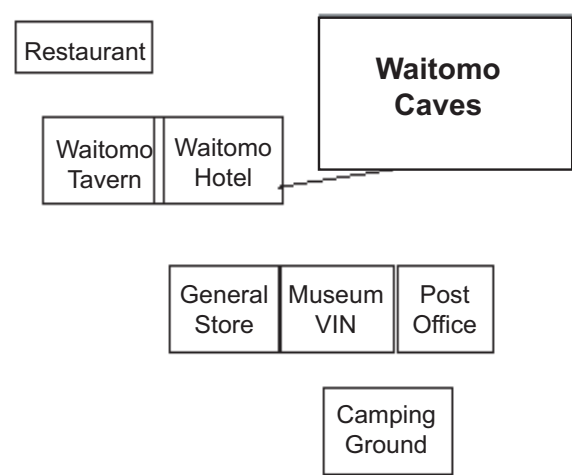 Restaurant
Waitomo
Caves
Waitomo
Tavern
Waitomo
Hotel
General
Store
Museum
VIN
Post
Office
Camping
Ground